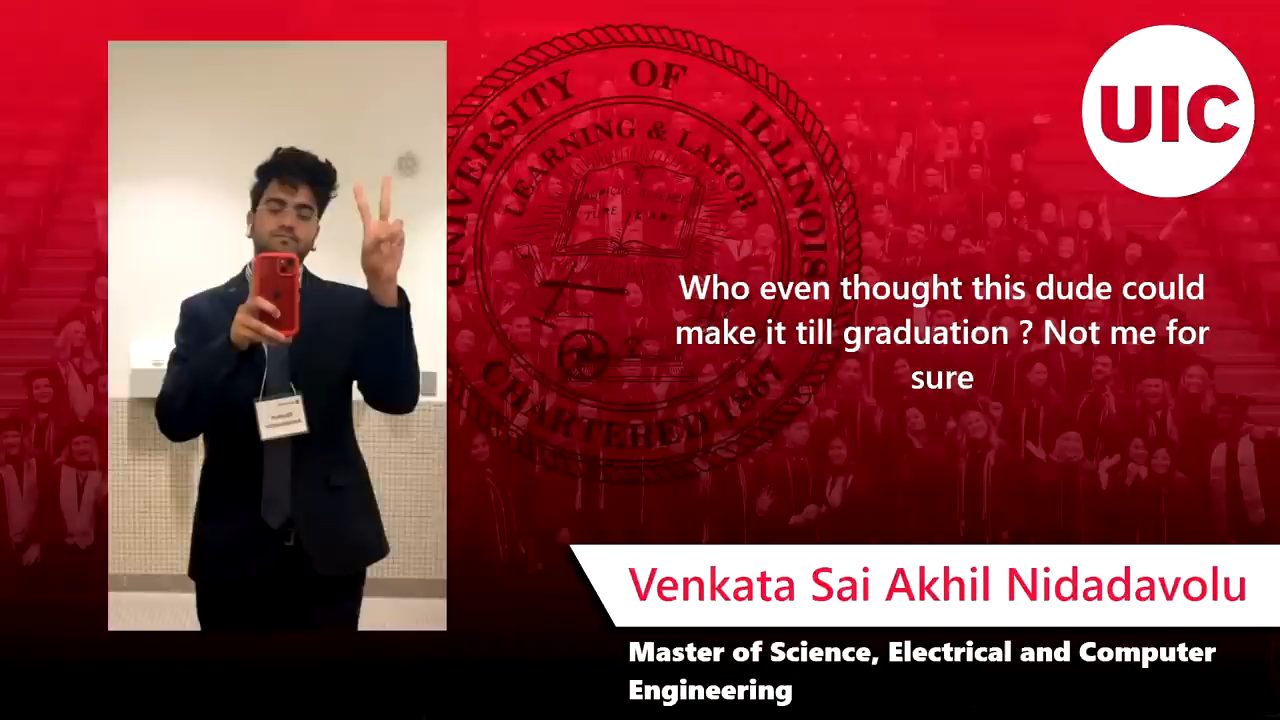 UIC
UNIVERSITY OF ILLINOIS
LEARNING & LABOR
CHARTERED 1867
Who even thought this dude could
make it till graduation ? Not me for
sure
Venkata Sai Akhil Nidadavolu
Master of Science, Electrical and Computer
Engineering